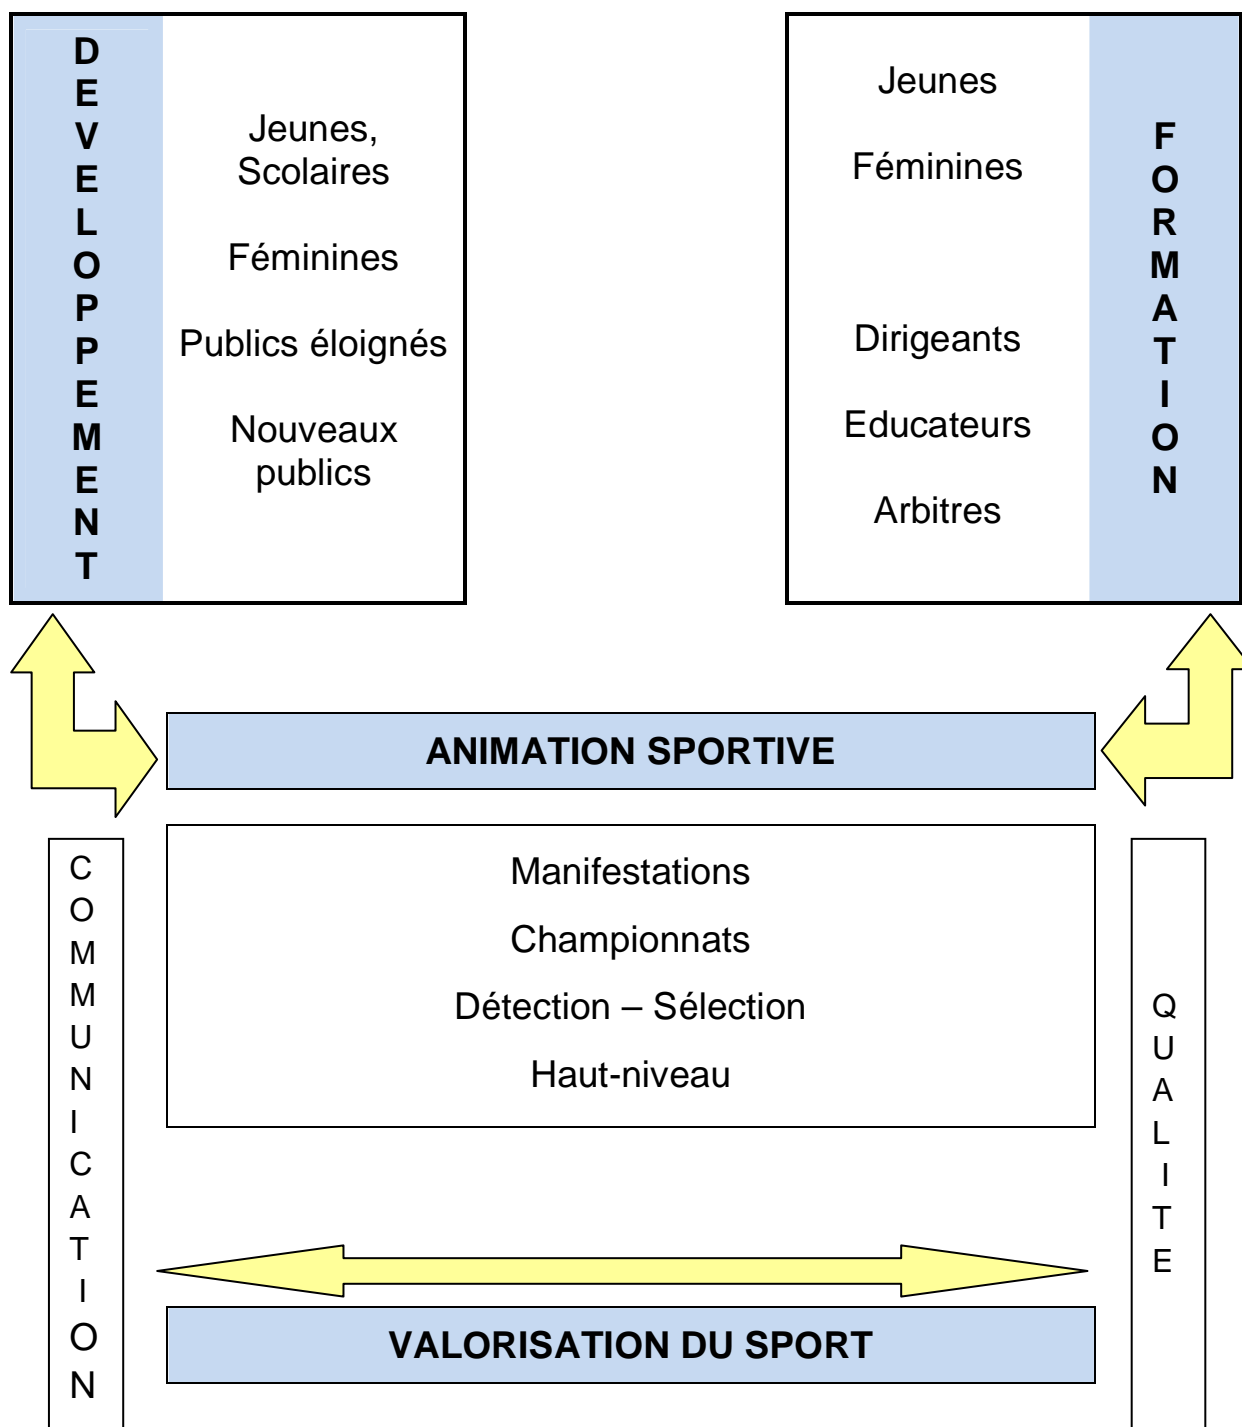 DEVELOPPEMENT
Jeunes,
Scolaires
Féminines
Publics éloignés
Nouveaux
publics
Jeunes
Féminines
Dirigeants
Educateurs
Arbitres
FORMATION
ANIMATION SPORTIVE
COMMUNICATION
Manifestations
Championnats
Détection – Sélection
Haut-niveau
QUALITE
VALORISATION DU SPORT